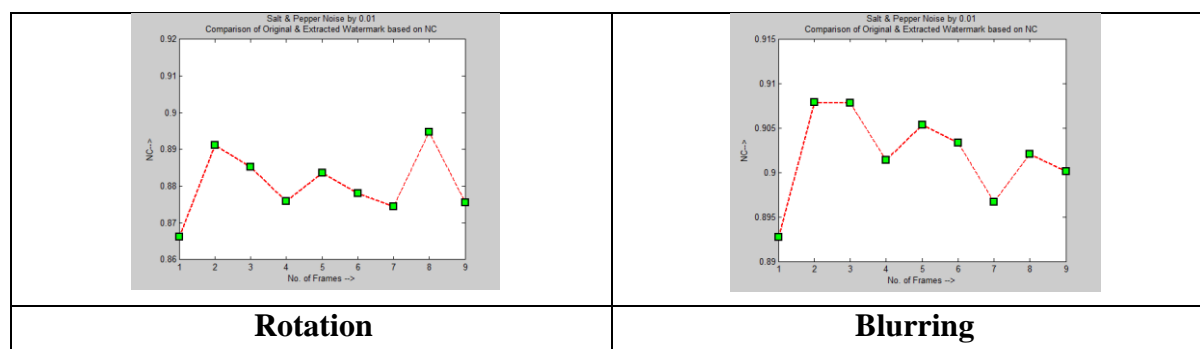 Salt & Pepper Noise by 0.01
Comparison of Original & Extracted Watermark based on NC
0.92
0.91
0.9
0.89
0.88
0.87
0.86
NC-->
1 2 3 4 5 6 7 8 9
No. of Frames -->
Rotation
Salt & Pepper Noise by 0.01
Comparison of Original & Extracted Watermark based on NC
0.915
0.91
0.905
0.9
0.895
0.89
NC-->
1 2 3 4 5 6 7 8 9
No. of Frames -->
Blurring